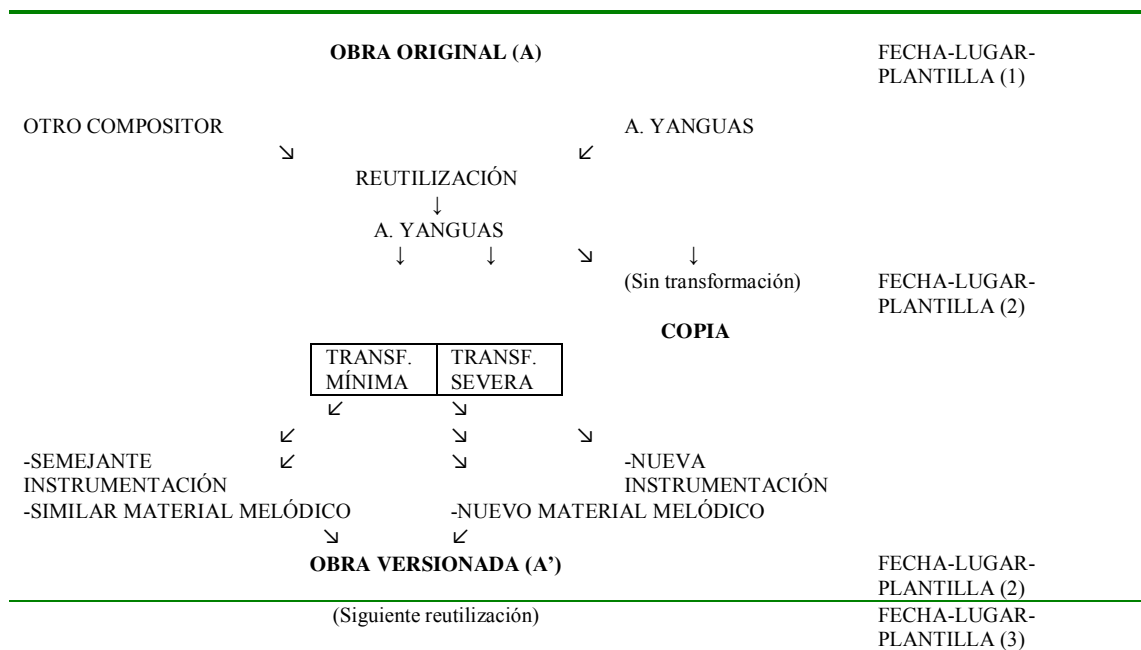 OBRA ORIGINAL (A) FECHA-LUGAR-
PLANTILLA (1)
OTRO COMPOSITOR A. YANGUAS
↘ ↙
REUTILIZACIÓN
↓
A. YANGUAS
↓ ↓ ↘ ↓
(Sin transformación) FECHA-LUGAR-
PLANTILLA (2)
COPIA
TRANSF. TRANSF.
MÍNIMA SEVERA
↙ ↘
↙ ↘ ↘
-SEMEJANTE ↙ ↘ -NUEVA
INSTRUMENTACIÓN INSTRUMENTACIÓN
-SIMILAR MATERIAL MELÓDICO -NUEVO MATERIAL MELÓDICO
↘ ↙
OBRA VERSIONADA (A’) FECHA-LUGAR-
PLANTILLA (2)
(Siguiente reutilización) FECHA-LUGAR-
PLANTILLA (3)